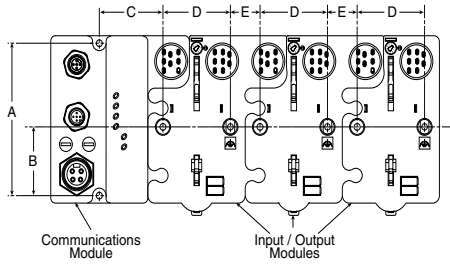 C D E D E D
A
B
Communications
Module
Input / Output
Modules